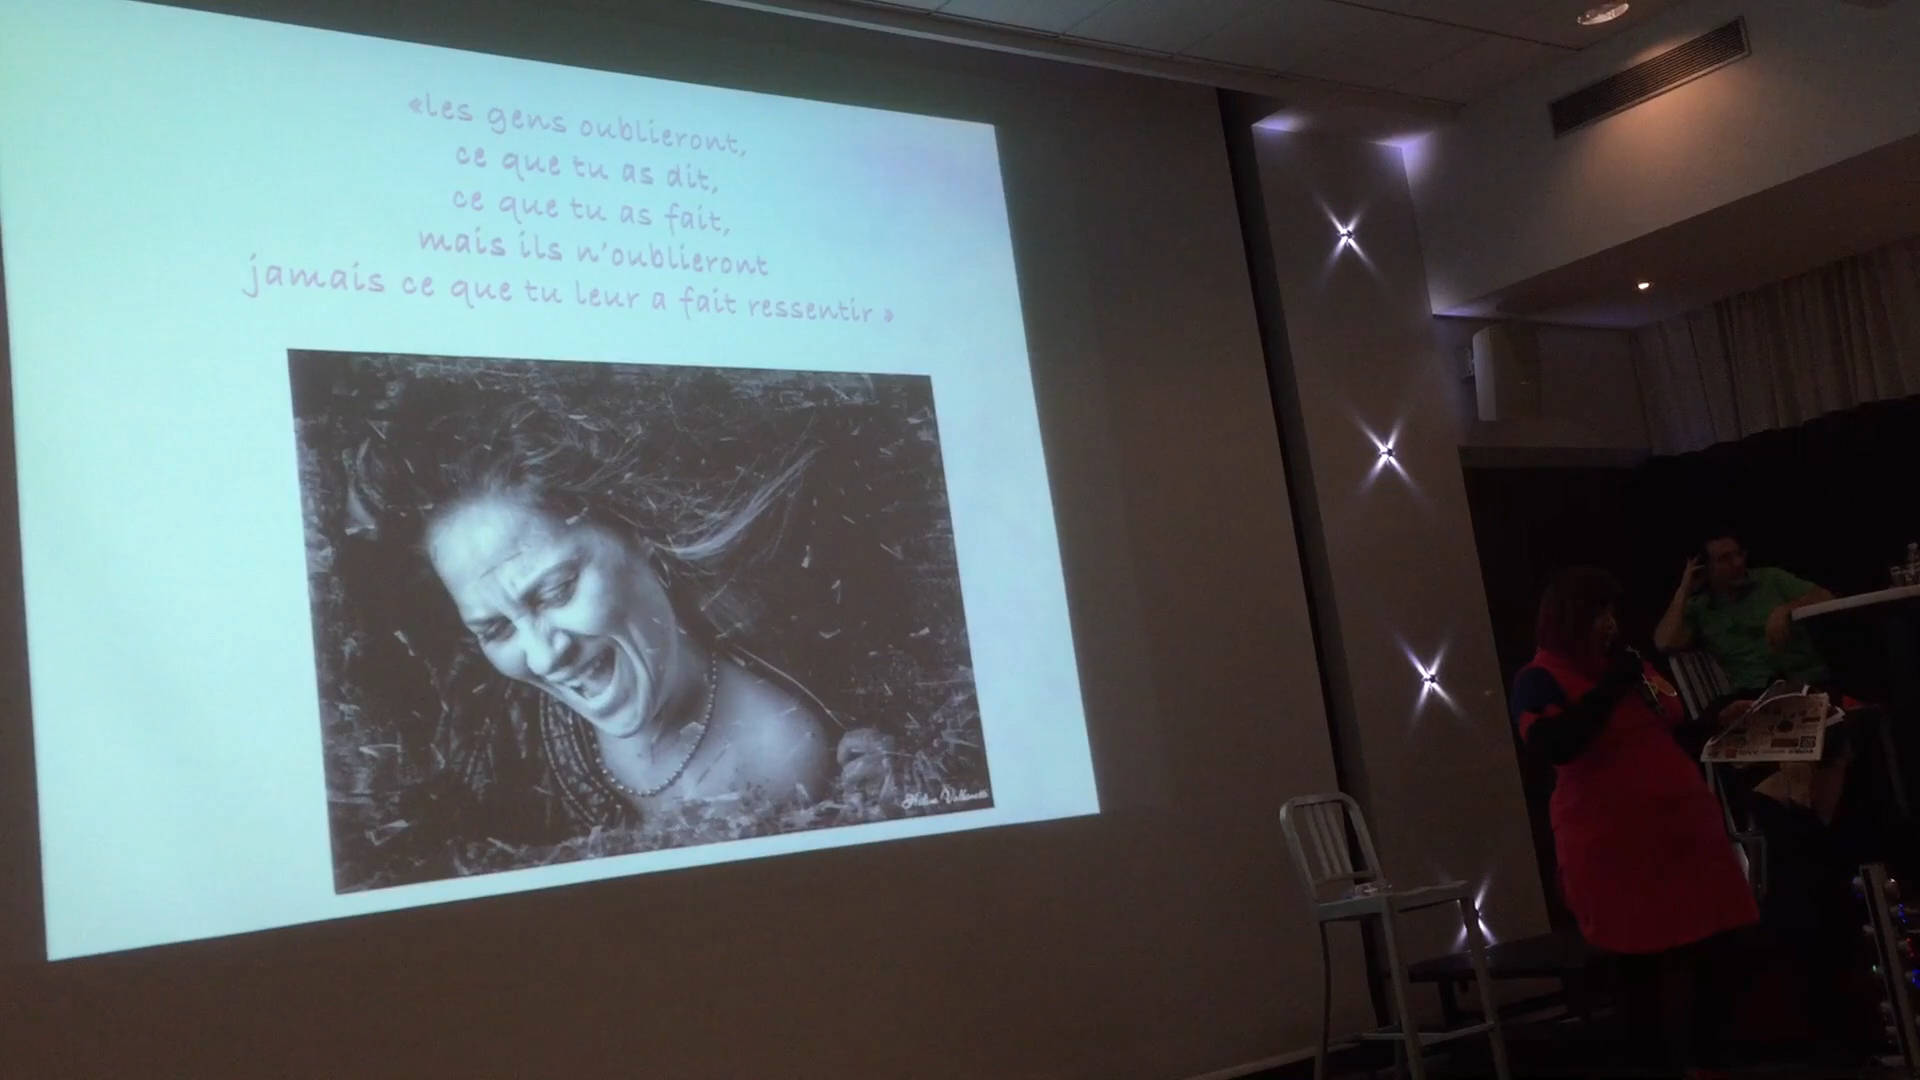 «les gens oublieront,
ce que tu as dit,
ce que tu as fait,
mais ils n'oublieront
jamais ce que tu leur a fait ressentir »